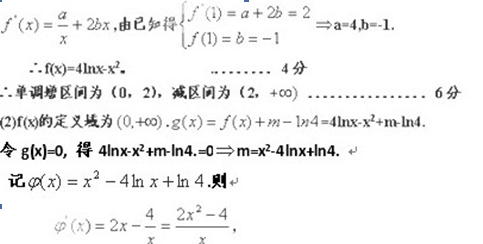 f'(x)=a/x+2bx,由已知得{f'(1)=a+2b=2 f(1)=b=-1 ⇒a=4,b=-1.
∴f(x)=4lnx-x². ......... 4分
∴单调增区间为（0，2），减区间为（2，+∞) ................ 6分
(2)f(x)的定义域为(0,+∞).g(x)=f(x)+m-ln4=4lnx-x²+m-ln4.
令 g(x)=0, 得 4lnx-x²+m-ln4.=0⇒m=x²-4lnx+ln4.
记φ(x)=x²-4ln x+ln 4.则↵
φ'(x)=2x-4/x=(2x²-4)/x,